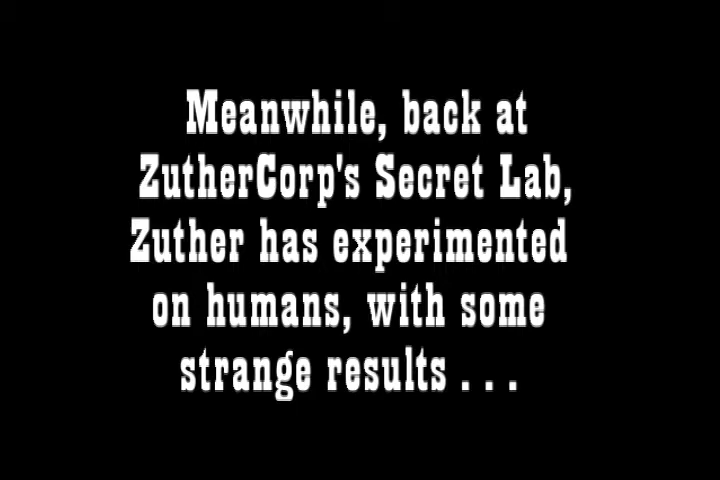 Meanwhile, back at
ZutherCorp's Secret Lab,
Zuther has experimented
on humans, with some
strange results . . .